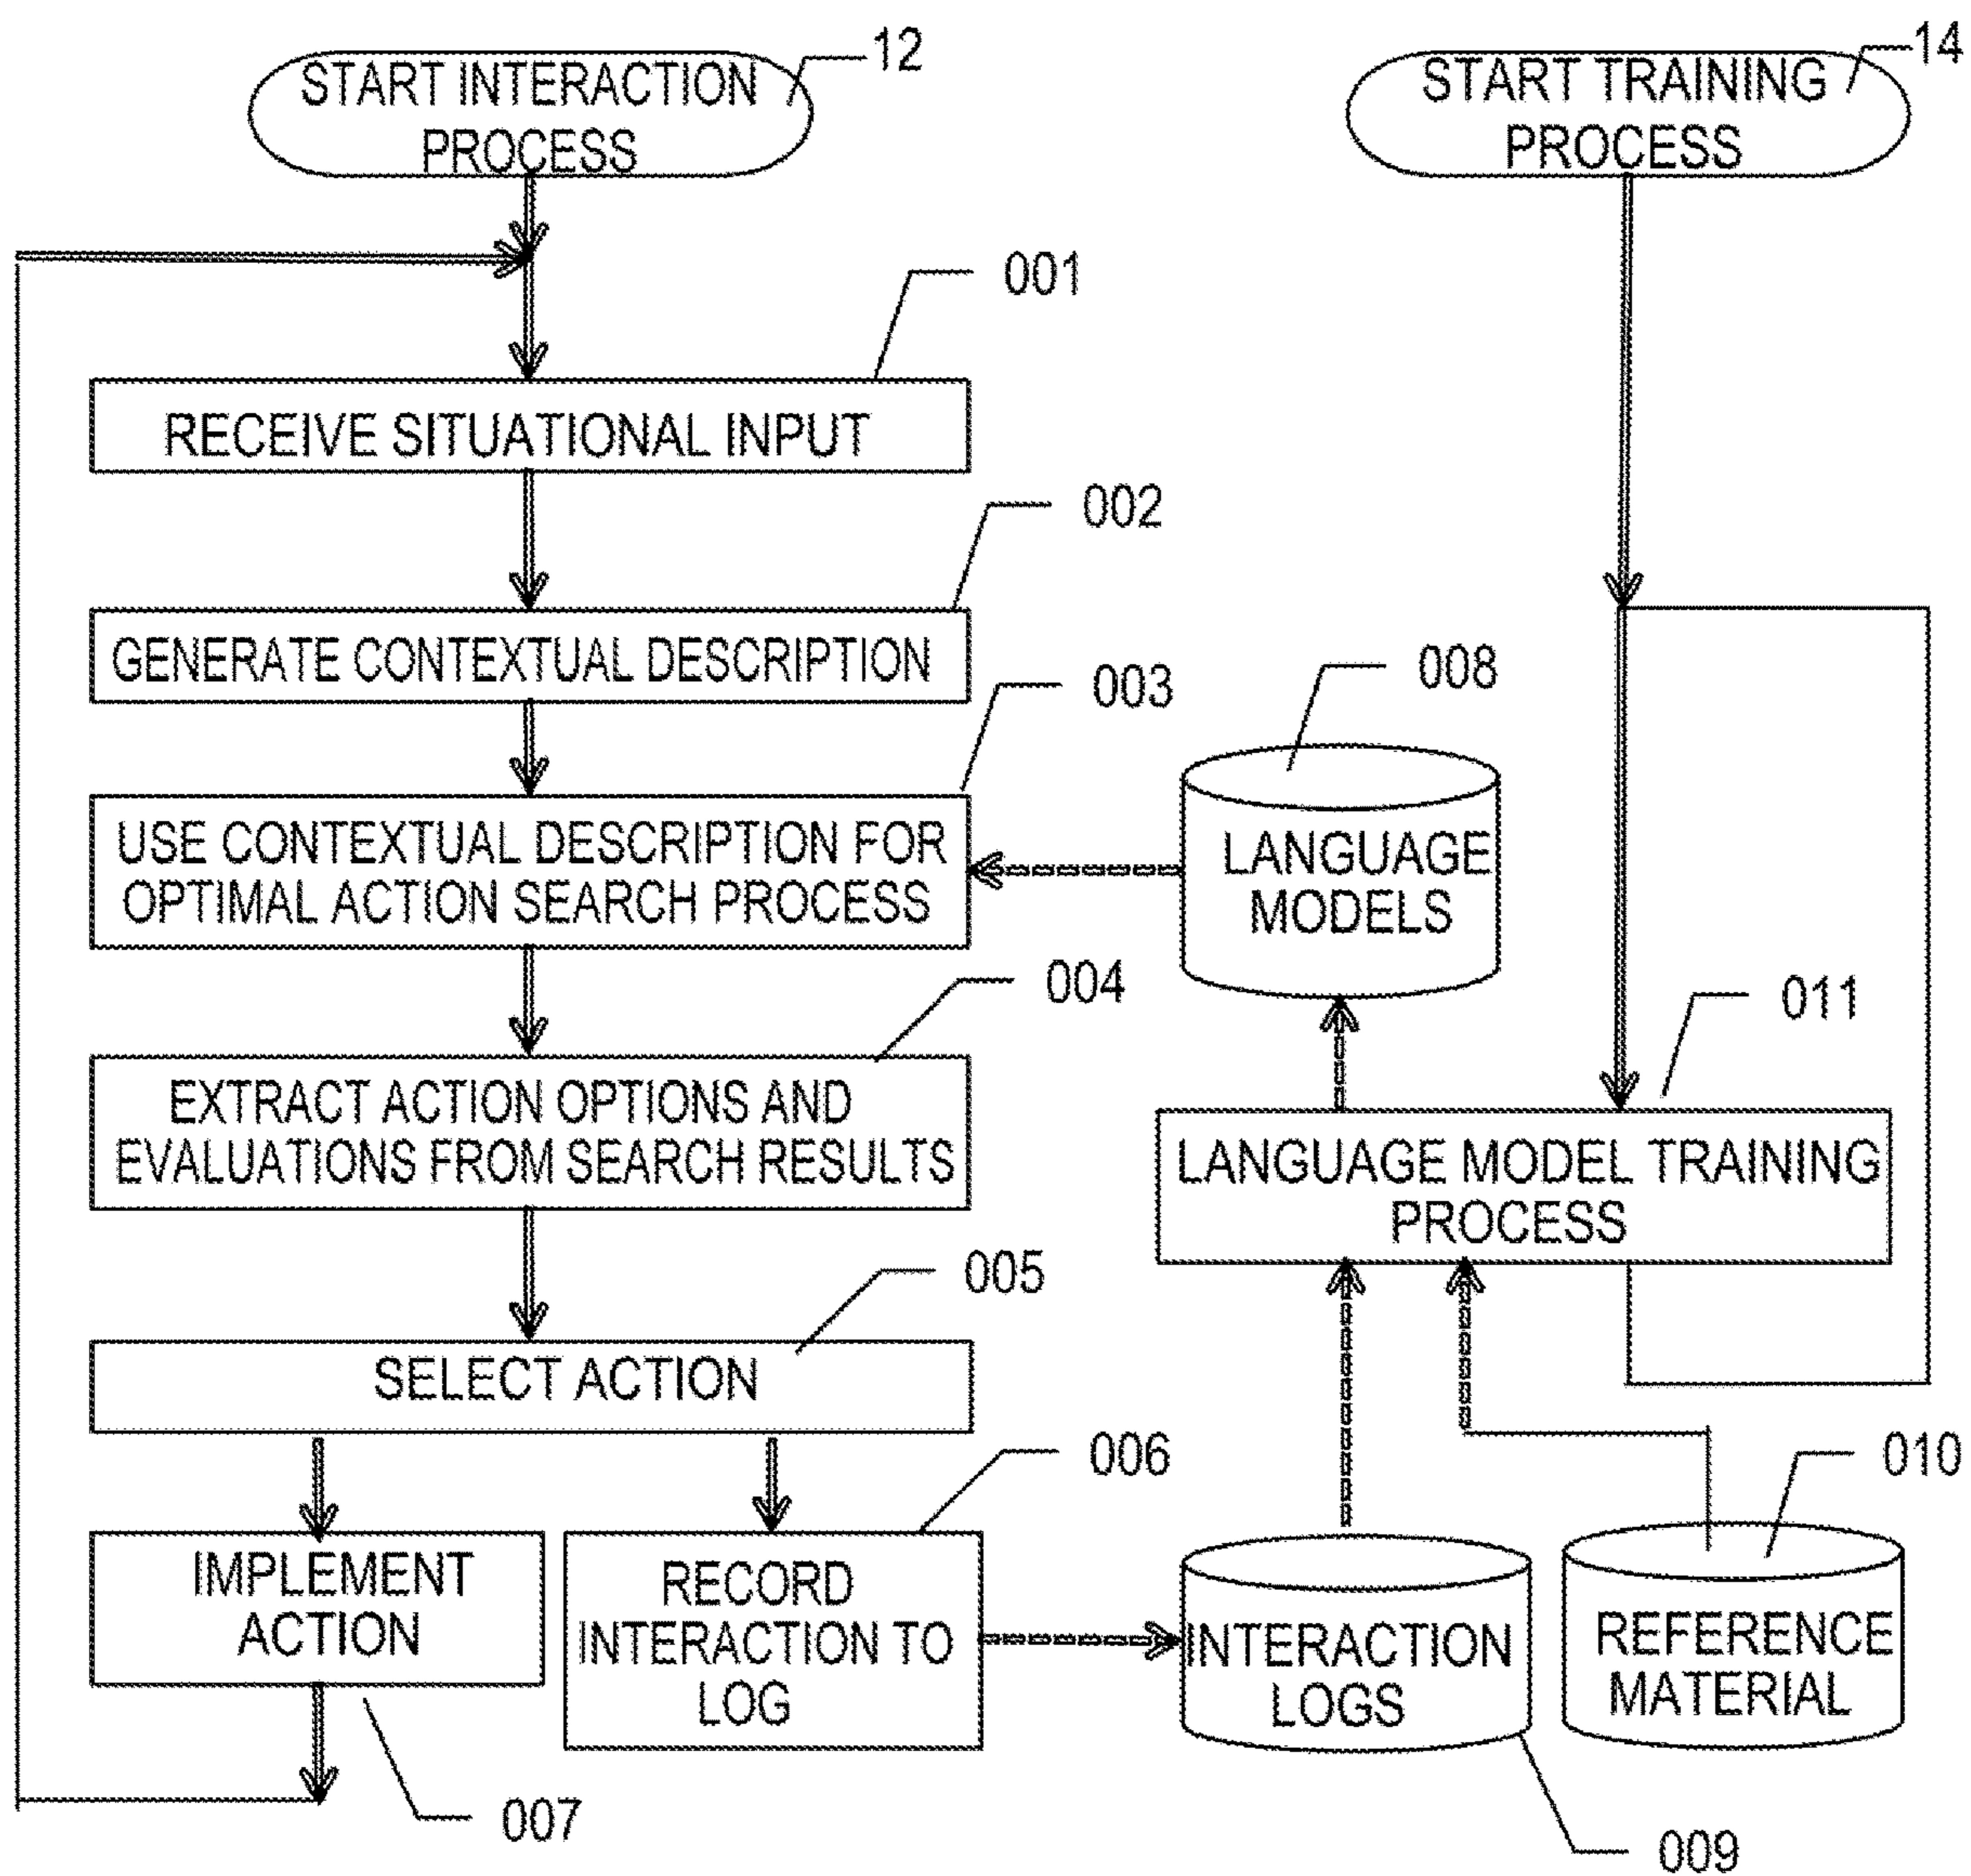 START INTERACTION
PROCESS
12
START TRAINING
PROCESS
14
001
RECEIVE SITUATIONAL INPUT
002
GENERATE CONTEXTUAL DESCRIPTION
003
USE CONTEXTUAL DESCRIPTION FOR
OPTIMAL ACTION SEARCH PROCESS
008
LANGUAGE
MODELS
004
EXTRACT ACTION OPTIONS AND
EVALUATIONS FROM SEARCH RESULTS
011
LANGUAGE MODEL TRAINING
PROCESS
005
SELECT ACTION
006
IMPLEMENT
ACTION
007
RECORD
INTERACTION TO
LOG
INTERACTION
LOGS
009
010
REFERENCE
MATERIAL